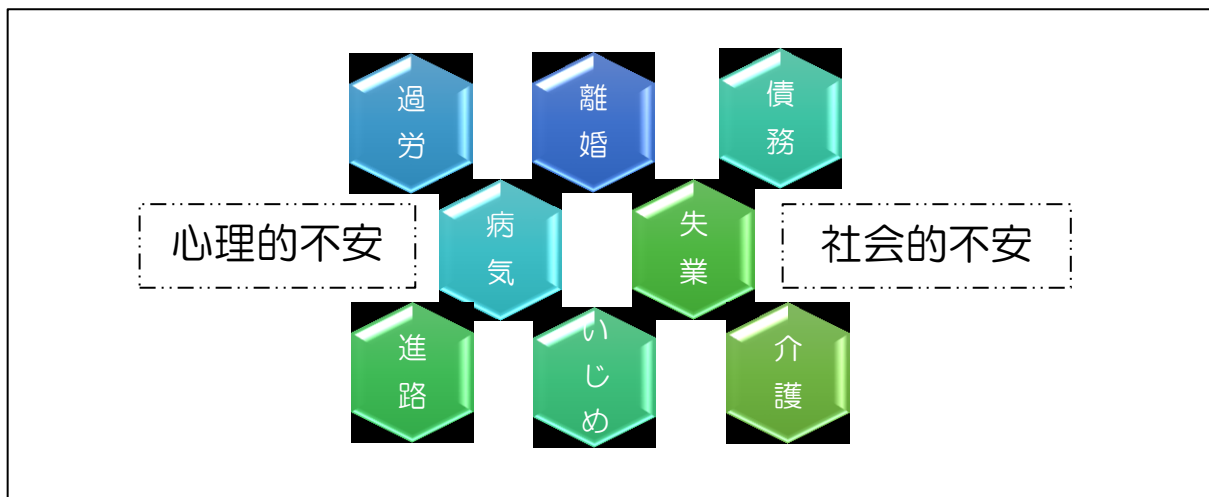 過労
離婚
債務
心理的不安
病気
失業
社会的不安
進路
いじめ
介護